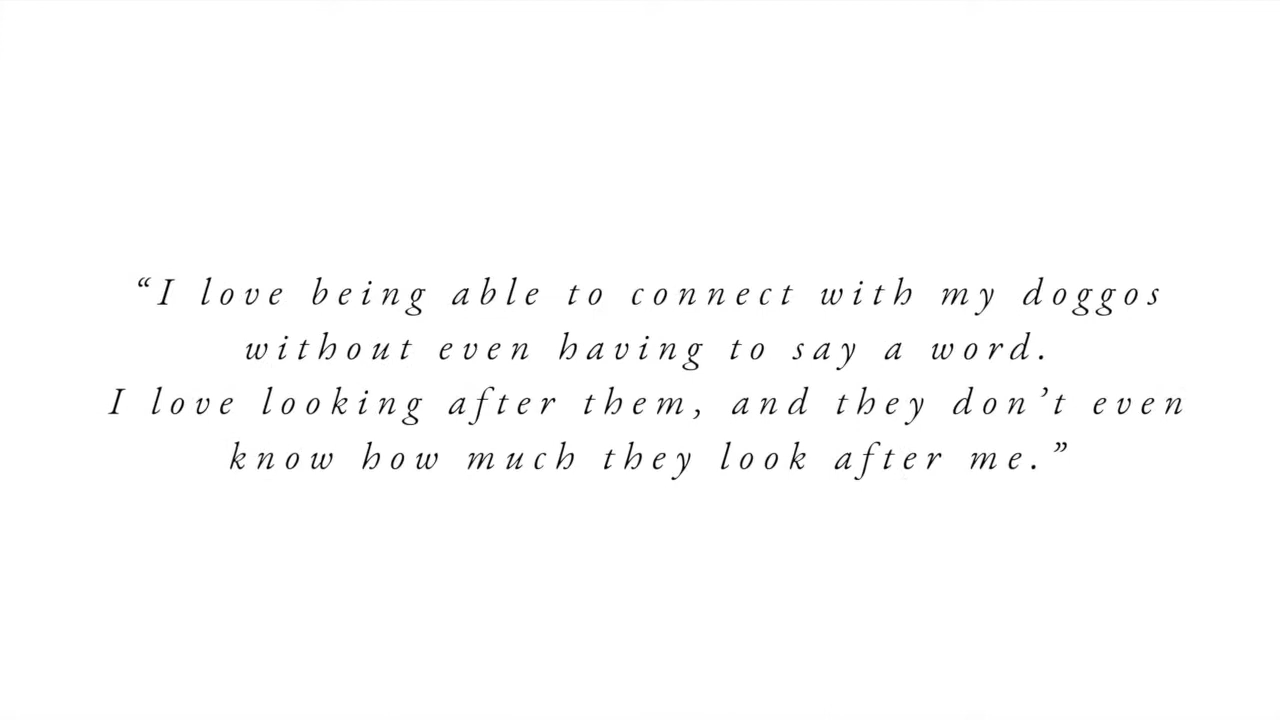 “I love being able to connect with my doggos
without even having to say a word.
I love looking after them, and they don’t even
know how much they look after me.”